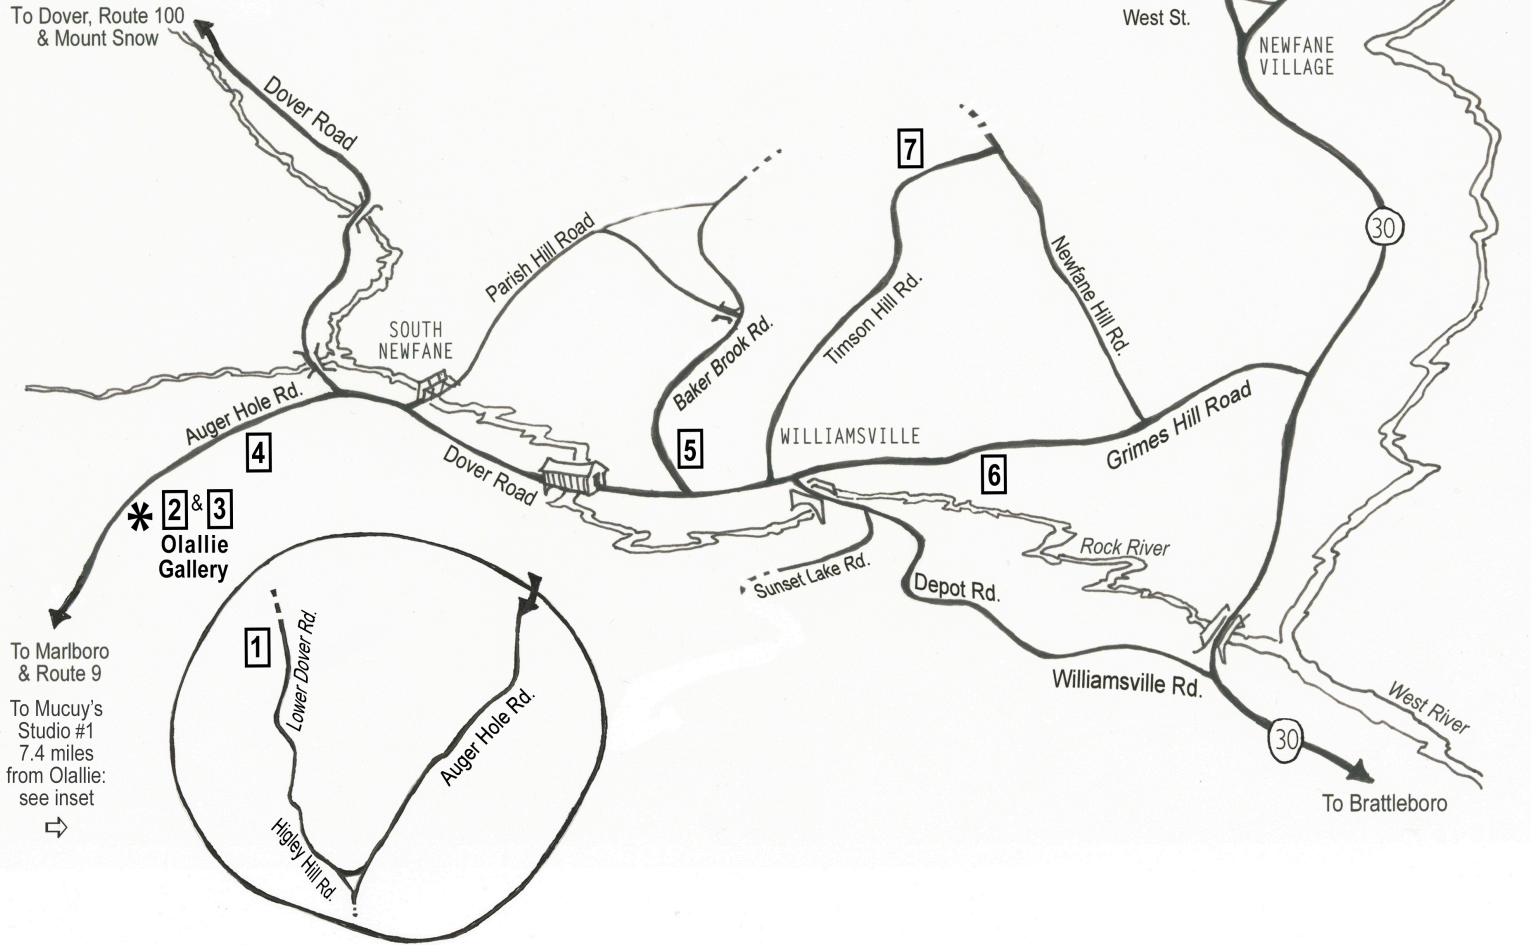 To Dover, Route 100
& Mount Snow
West St.
NEWFANE
VILLAGE
Dover Road
7
30
Parish Hill Road
Newfane Hill Rd.
Timson Hill Rd.
SOUTH
NEWFANE
Baker Brook Rd.
Auger Hole Rd.
4
Dover Road
5
WILLIAMSVILLE
6
Grimes Hill Road
* 2 & 3
Olallie
Gallery
Rock River
Sunset Lake Rd.
Depot Rd.
To Marlboro
& Route 9
1
Lower Dover Rd.
Williamsville Rd.
West River
To Mucuy's
Studio #1
7.4 miles
from Olallie:
see inset
Auger Hole Rd.
30
To Brattleboro
Higley Hill Rd.